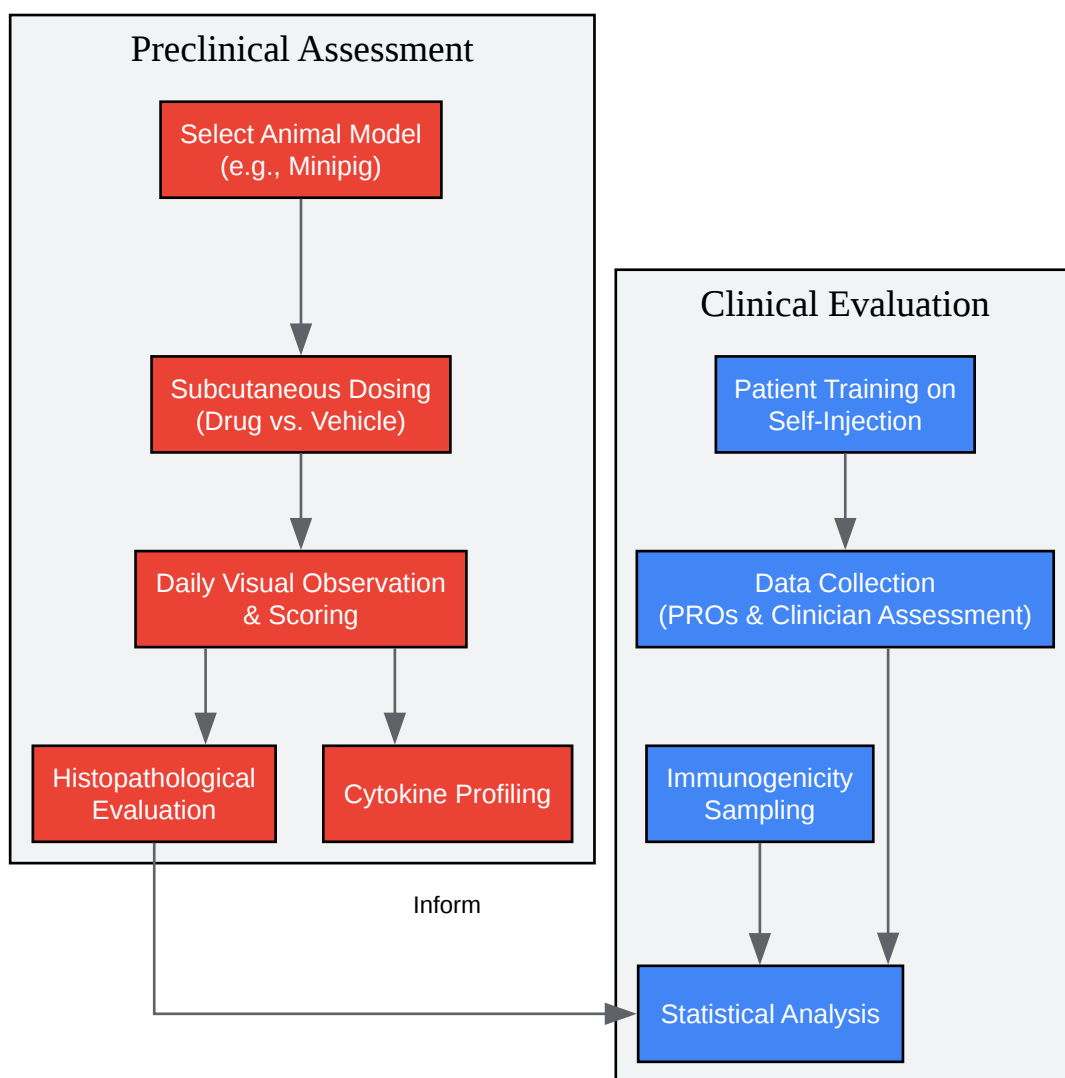 Preclinical Assessment
Select Animal Model
(e.g., Minipig)
Subcutaneous Dosing
(Drug vs. Vehicle)
Daily Visual Observation
& Scoring
Histopathological
Evaluation
Cytokine Profiling
Inform
Clinical Evaluation
Patient Training on
Self-Injection
Data Collection
(PROs & Clinician Assessment)
Immunogenicity
Sampling
Statistical Analysis